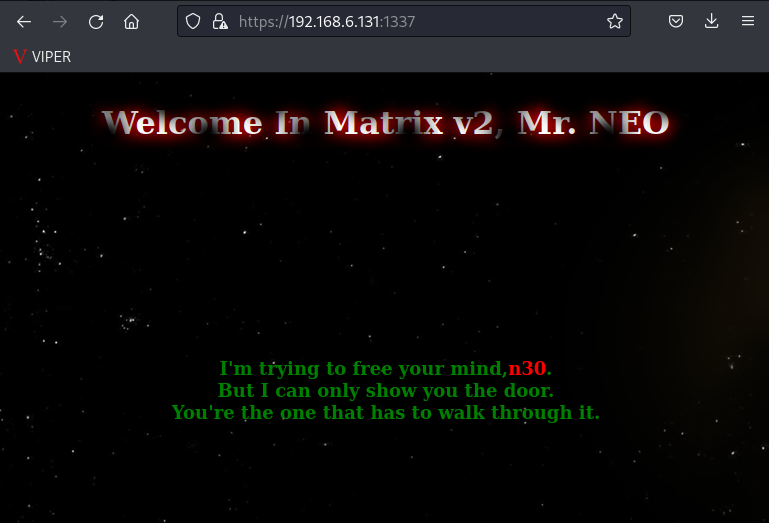 https://192.168.6.131:1337
V VIPER
Welcome In Matrix v2, Mr. NEO
I'm trying to free your mind,n30.
But I can only show you the door.
You're the one that has to walk through it.